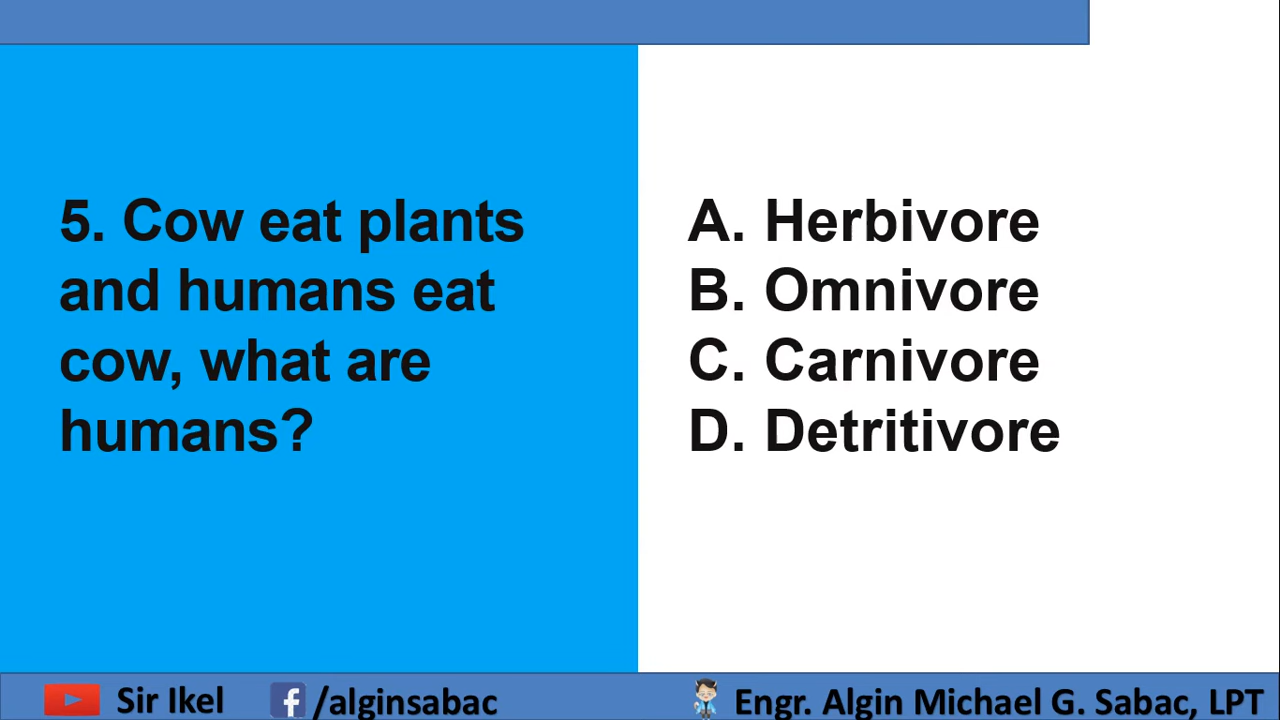 5. Cow eat plants
and humans eat
cow, what are
humans?
A. Herbivore
B. Omnivore
C. Carnivore
D. Detritivore
Sir Ikel
/alginsabac
Engr. Algin Michael G. Sabac, LPT